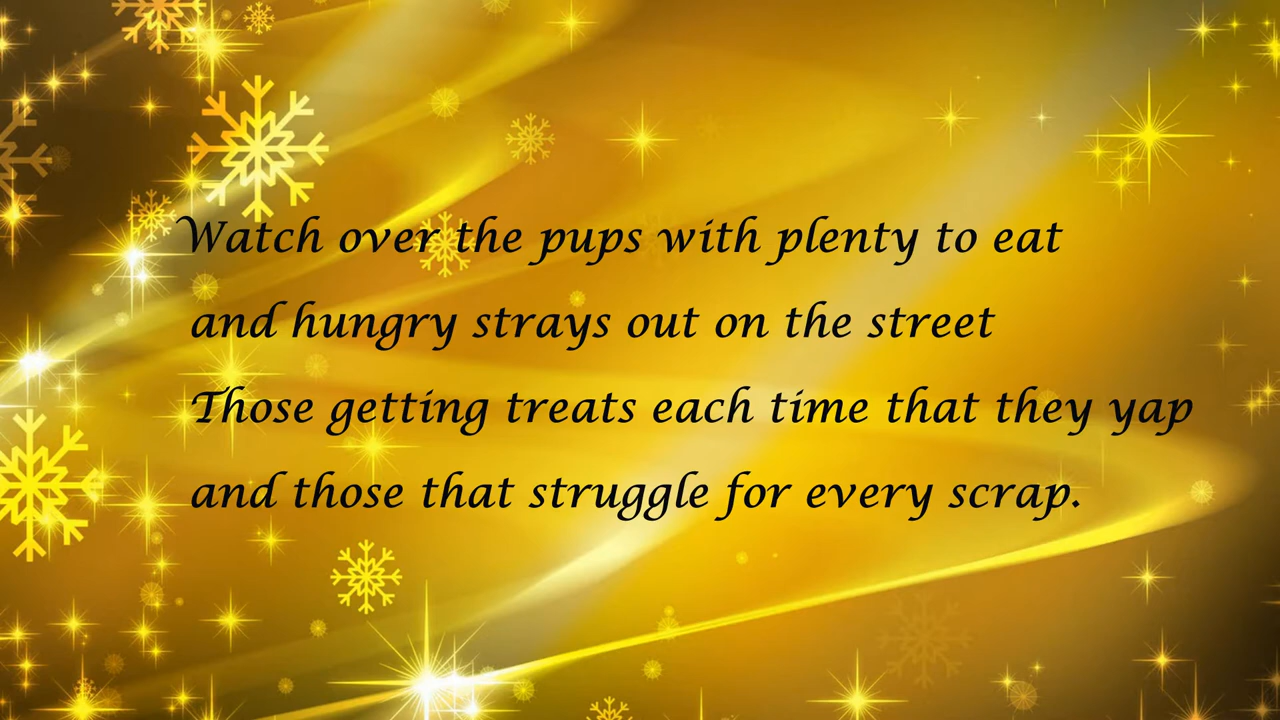 Watch over the pups with plenty to eat
and hungry strays out on the street
Those getting treats each time that they yap
and those that struggle for every scrap.